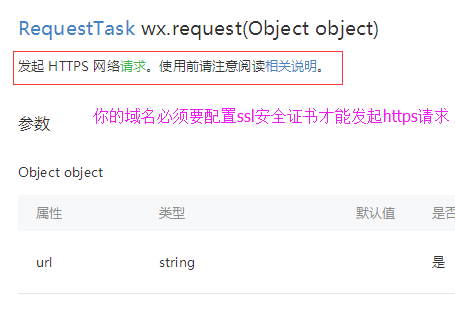 RequestTask wx.request(Object object)
发起 HTTPS 网络请求。使用前请注意阅读相关说明。
你的域名必须要配置ssl安全证书才能发起https请求
参数
Object object
属性 类型 默认值 是否
url string 是